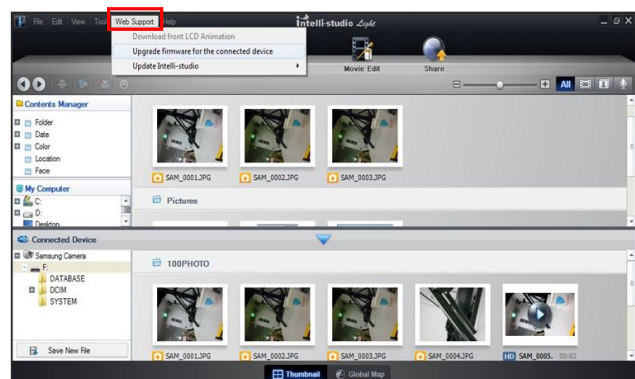 File Edit View Tool Web Support Help
intelli-studio Light
Download front LCD Animation
Upgrade firmware for the connected device
Update Intelli-studio
Movie Edit
Share
All
Contents Manager
Folder
Date
Color
Location
Face
SAM_0001.JPG
SAM_0002.JPG
SAM_0003.JPG
My Computer
C:
D:
Desktop
Pictures
Connected Device
Samsung Camera
F:
DATABASE
DCIM
SYSTEM
100PHOTO
SAM_0001.JPG
SAM_0002.JPG
SAM_0003.JPG
SAM_0004.JPG
HD SAM_0005. 00:02
Save New File
Thumbnail
Global Map